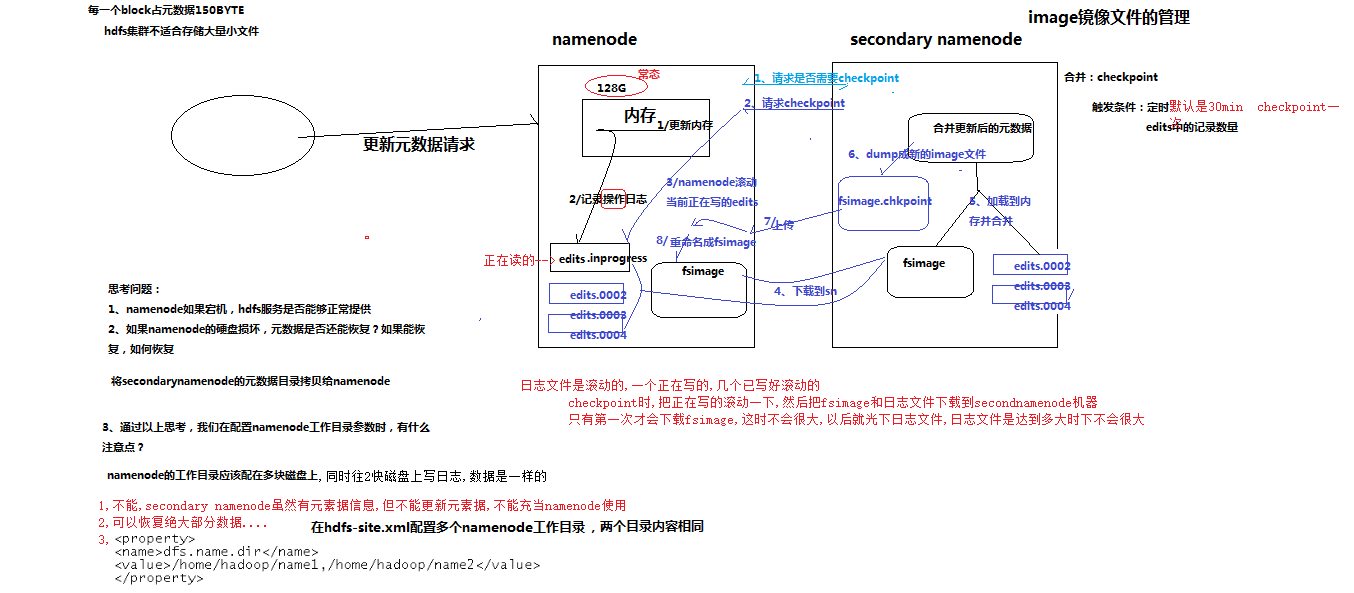 每一个block占元数据150BYTE
hdfs集群不适合存储大量小文件
image镜像文件的管理
namenode
secondary namenode
常态
128G
内存
1/更新内存
更新元数据请求
2/记录操作日志
1、请求是否需要checkpoint
2、请求checkpoint
3/namenode滚动
当前正在写的edits
合并：checkpoint
触发条件：定时默认是30min checkpoint一
次
edits中的记录数量
合并更新后的元数据
6、dump成新的image文件
fsimage.chkpoint
5、加载到内
存并合并
7/上传
8/重命名成fsimage
正在读的-->
edits.inprogress
fsimage
edits.0002
edits.0003
edits.0004
4、下载到sn
fsimage
edits.0002
edits.0003
edits.0004
思考问题：
1、namenode如果宕机，hdfs服务是否能够正常提供
2、如果namenode的硬盘损坏，元数据是否还能恢复？如果能恢
复，如何恢复
将secondarynamenode的元数据目录拷贝给namenode
日志文件是滚动的,一个正在写的,几个已写好滚动的
checkpoint时,把正在写的滚动一下,然后把fsimage和日志文件下载到secondnamenode机器
只有第一次才会下载fsimage,这时不会很大,以后就光下日志文件,日志文件是达到多大时下不会很大
3、通过以上思考，我们在配置namenode工作目录参数时，有什么
注意点？
namenode的工作目录应该配在多块磁盘上,同时往2快磁盘上写日志,数据是一样的
1,不能,secondary namenode虽然有元素据信息,但不能更新元素据,不能充当namenode使用
2,可以恢复绝大部分数据....
在hdfs-site.xml配置多个namenode工作目录，两个目录内容相同
3,<property>
<name>dfs.name.dir</name>
<value>/home/hadoop/name1,/home/hadoop/name2</value>
</property>